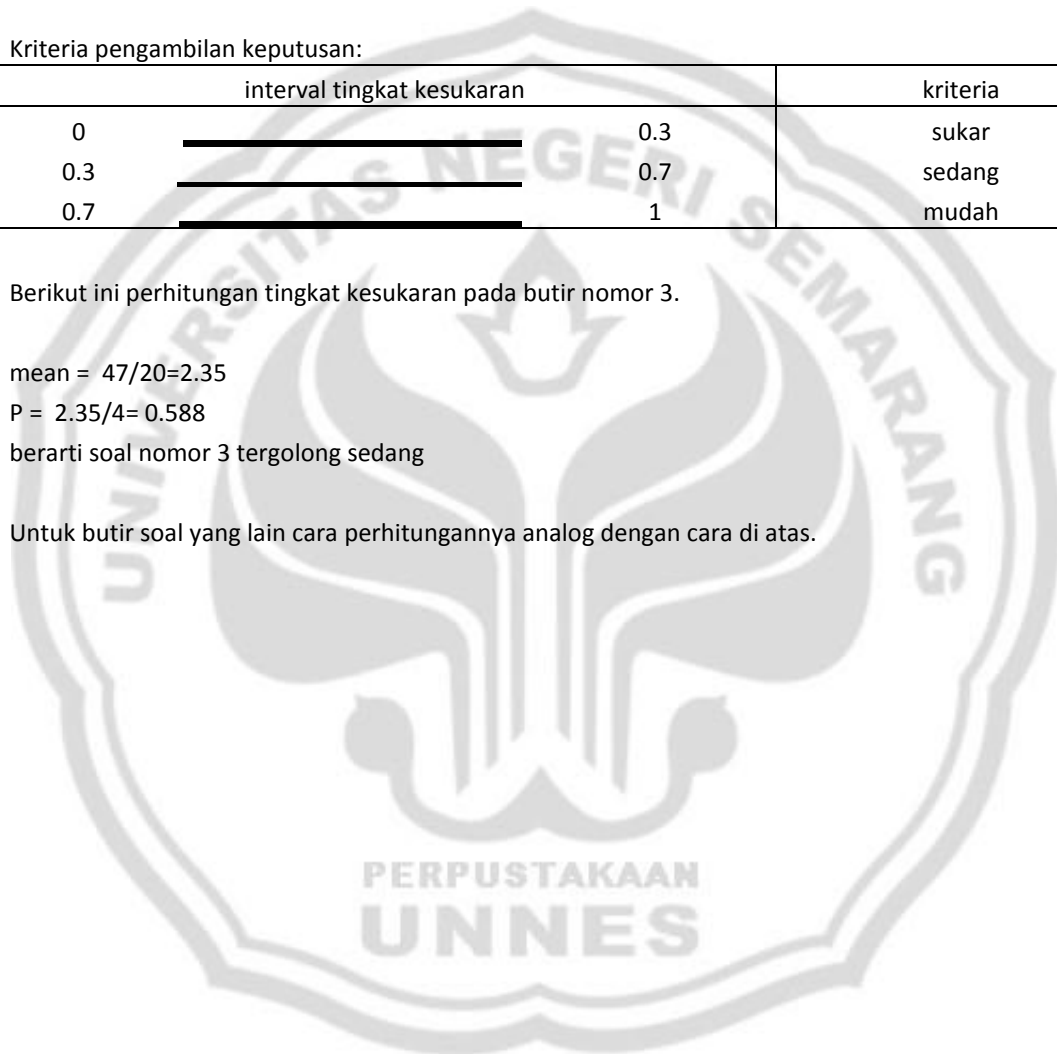 Kriteria pengambilan keputusan:
interval tingkat kesukaran kriteria
0 0.3 sukar
0.3 0.7 sedang
0.7 1 mudah
Berikut ini perhitungan tingkat kesukaran pada butir nomor 3.
mean = 47/20=2.35
P = 2.35/4= 0.588
berarti soal nomor 3 tergolong sedang
Untuk butir soal yang lain cara perhitungannya analog dengan cara di atas.
UNIVERSITAS NEGERI SEMARANG
PERPUSTAKAAN
UNNES